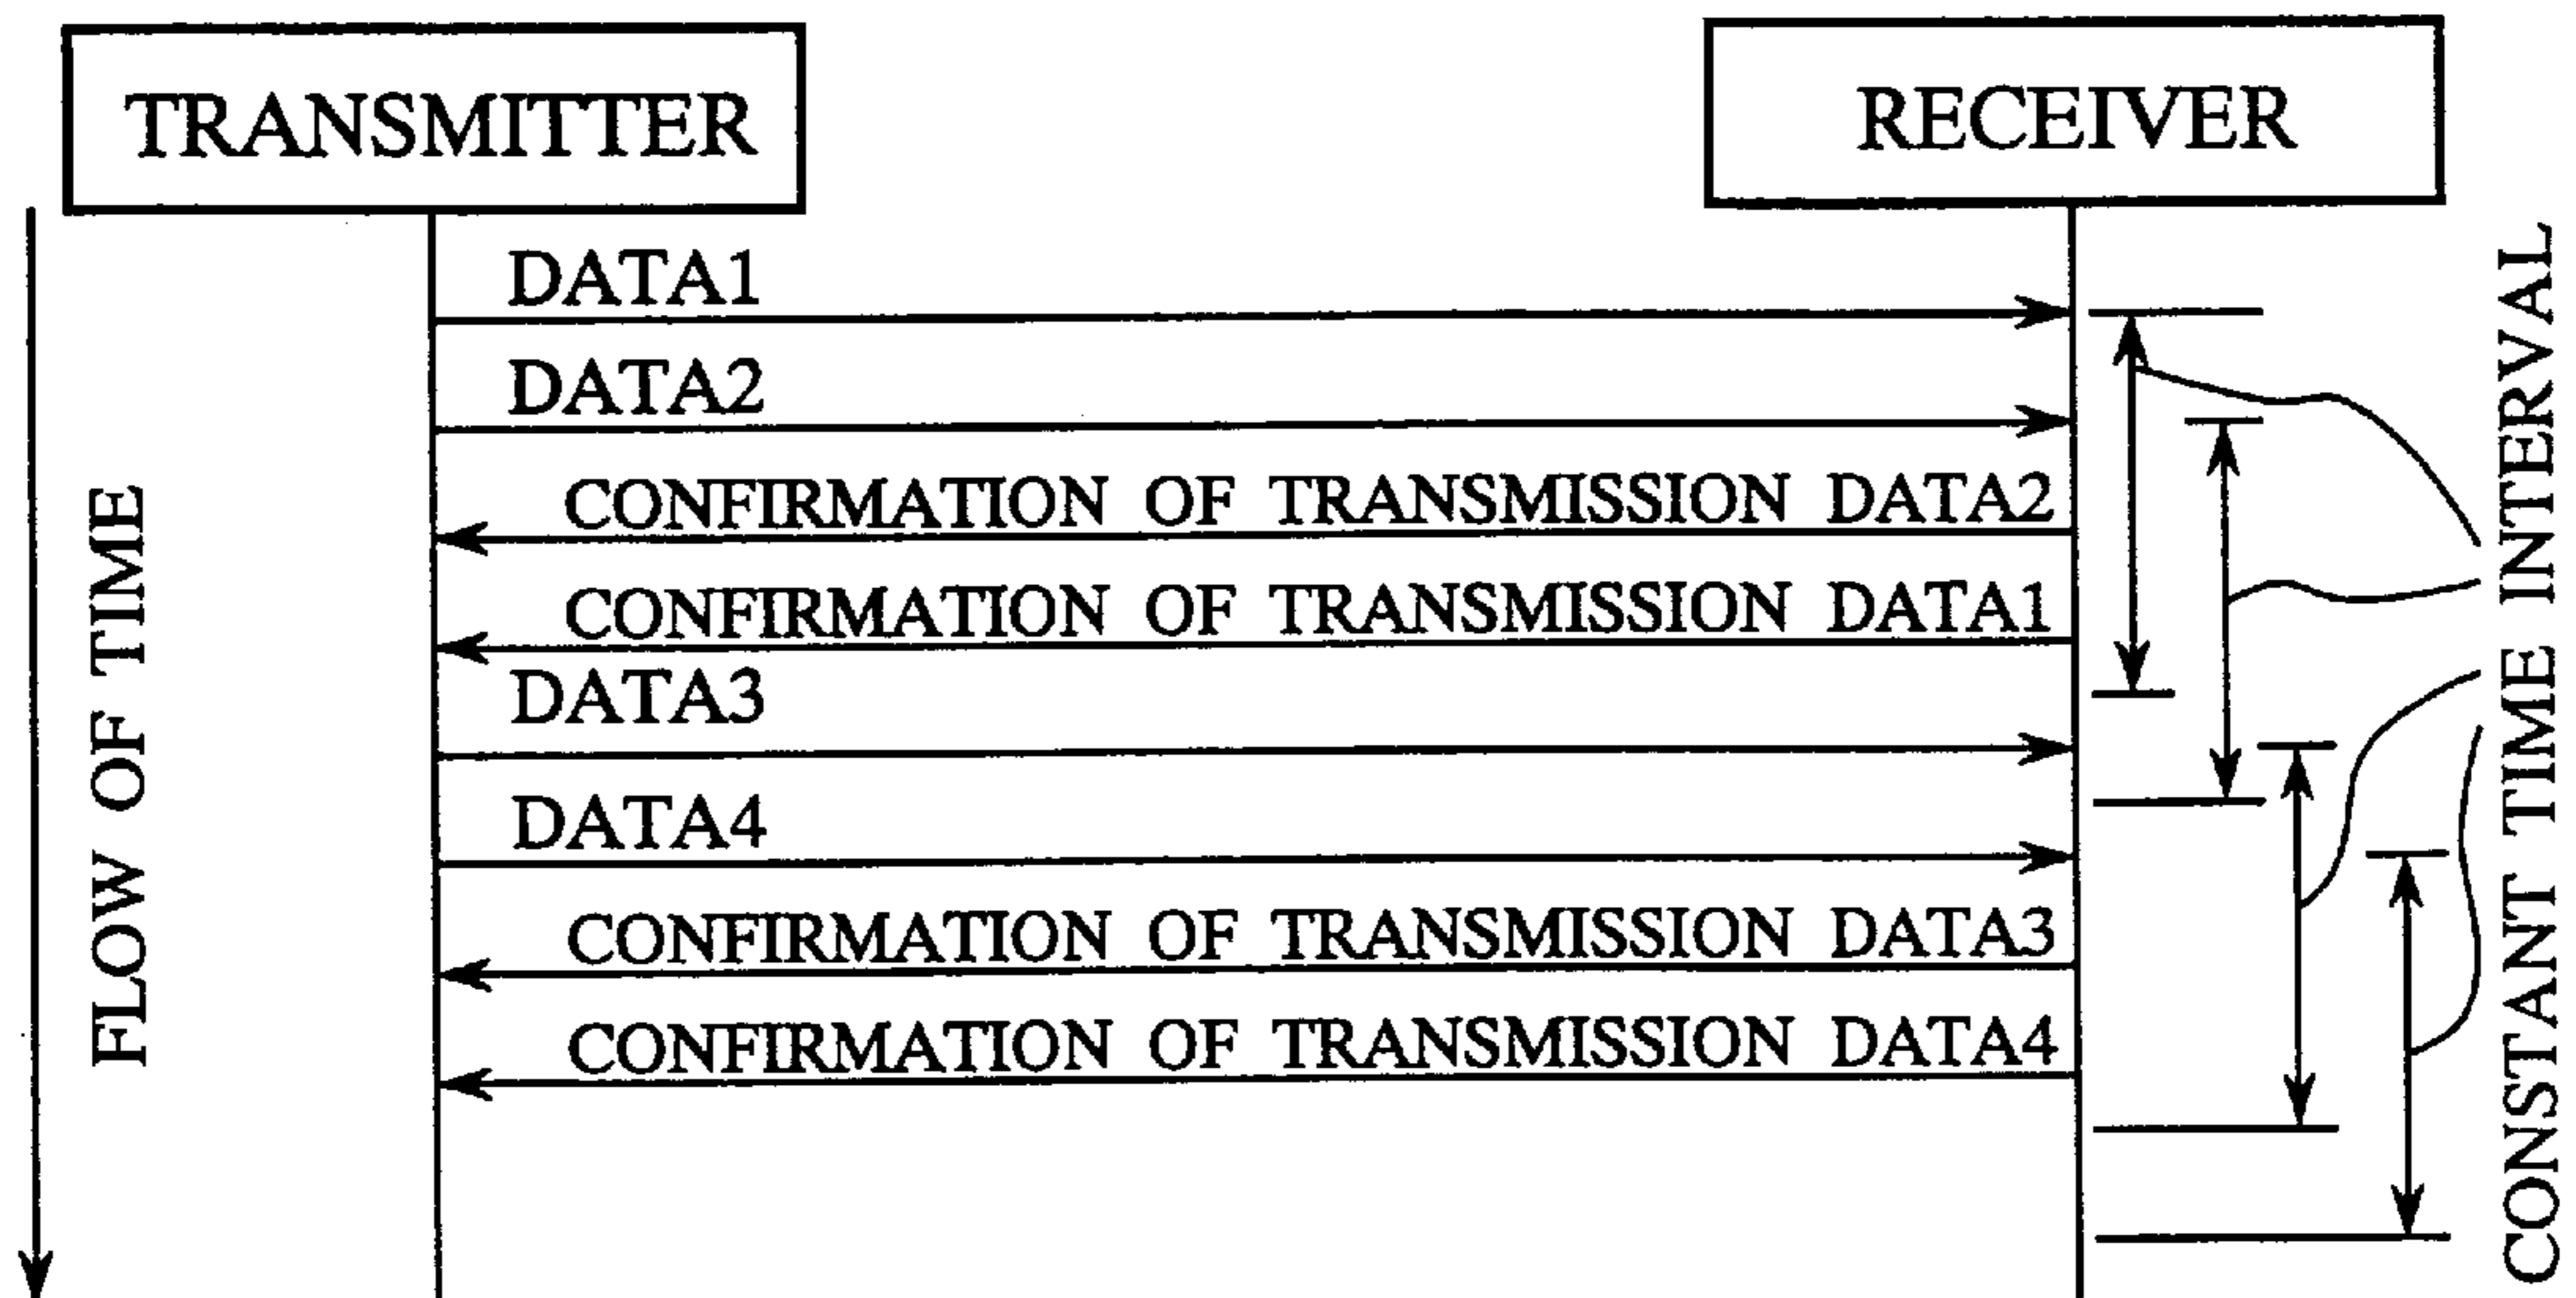 TRANSMITTER
RECEIVER
DATA1
DATA2
CONFIRMATION OF TRANSMISSION DATA2
CONFIRMATION OF TRANSMISSION DATA1
DATA3
DATA4
CONFIRMATION OF TRANSMISSION DATA3
CONFIRMATION OF TRANSMISSION DATA4
FLOW OF TIME
CONSTANT TIME INTERVAL